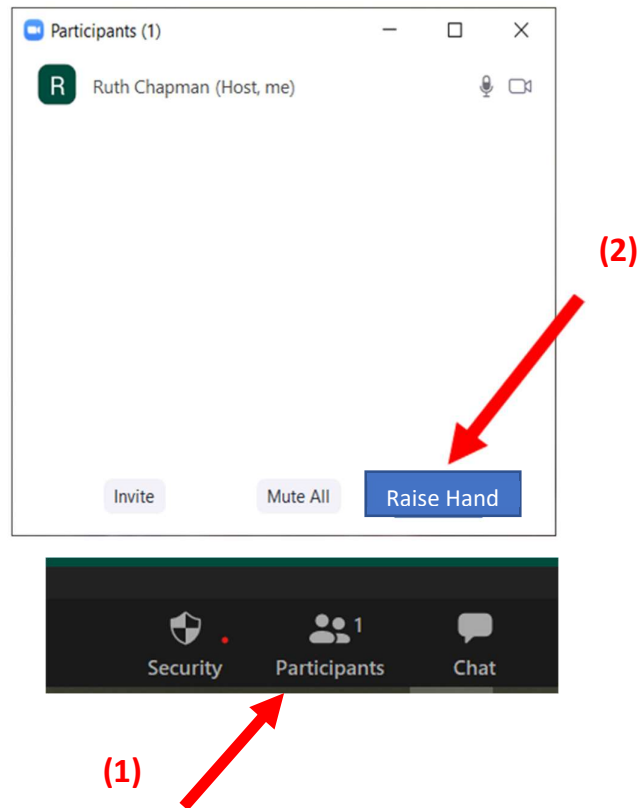 Participants (1)
R Ruth Chapman (Host, me)
(2)
Invite Mute All Raise Hand
1
Security Participants Chat
(1)